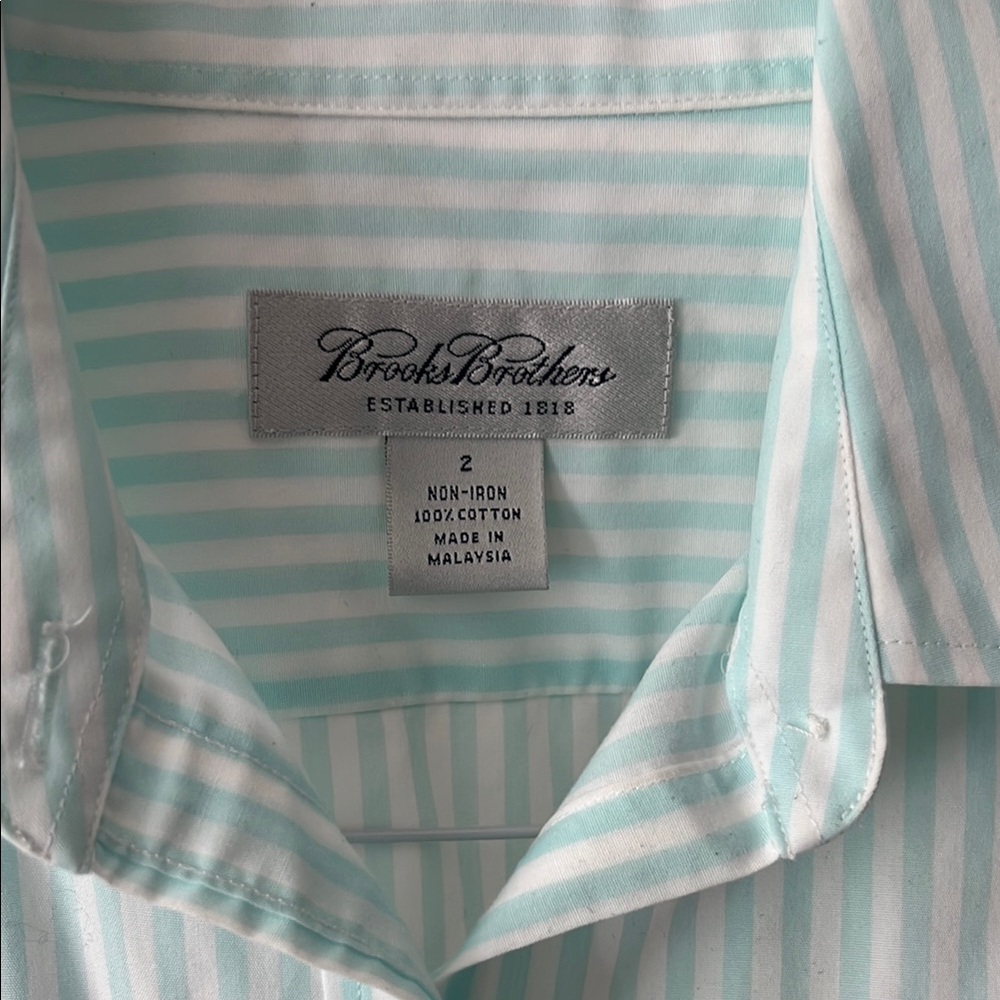 Brooks Brothers
ESTABLISHED 1818
2
NON-IRON
100% COTTON
MADE IN
MALAYSIA